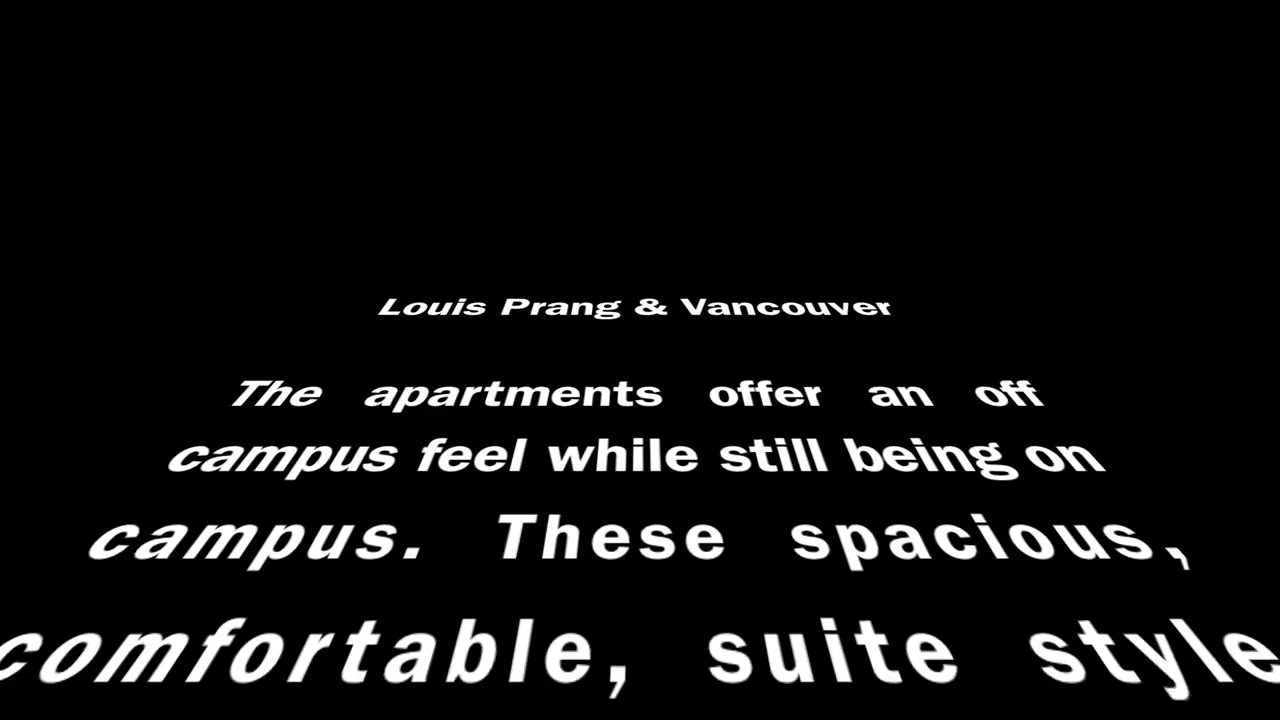 Louis Prang & Vancouver
The apartments offer an off
campus feel while still being on
campus. These spacious,
comfortable, suite style